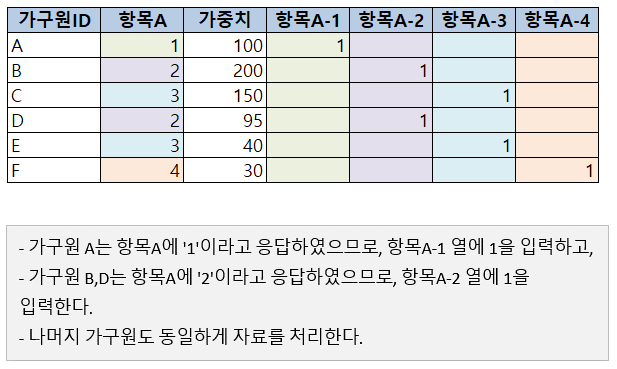 가구원ID 항목A 가중치 항목A-1 항목A-2 항목A-3 항목A-4
A 1 100 1
B 2 200 1
C 3 150 1
D 2 95 1
E 3 40 1
F 4 30 1
- 가구원 A는 항목A에 '1'이라고 응답하였으므로, 항목A-1 열에 1을 입력하고,
- 가구원 B,D는 항목A에 '2'이라고 응답하였으므로, 항목A-2 열에 1을
입력한다.
- 나머지 가구원도 동일하게 자료를 처리한다.